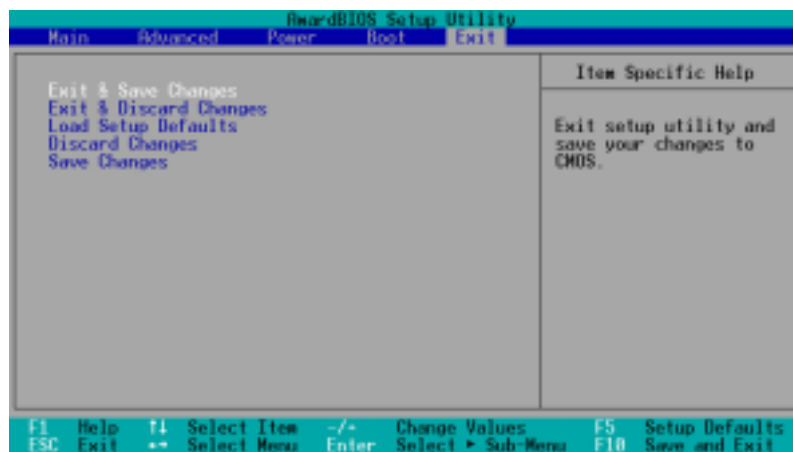 AwardBIOS Setup Utility
Main Advanced Power Boot Exit
Item Specific Help
Exit & Save Changes
Exit & Discard Changes
Load Setup Defaults
Discard Changes
Save Changes
Exit setup utility and
save your changes to
CMOS.
F1 Help ↑↓ Select Item -/+ Change Values F5 Setup Defaults
ESC Exit ←→ Select Menu Enter Select ► Sub-Menu F10 Save and Exit